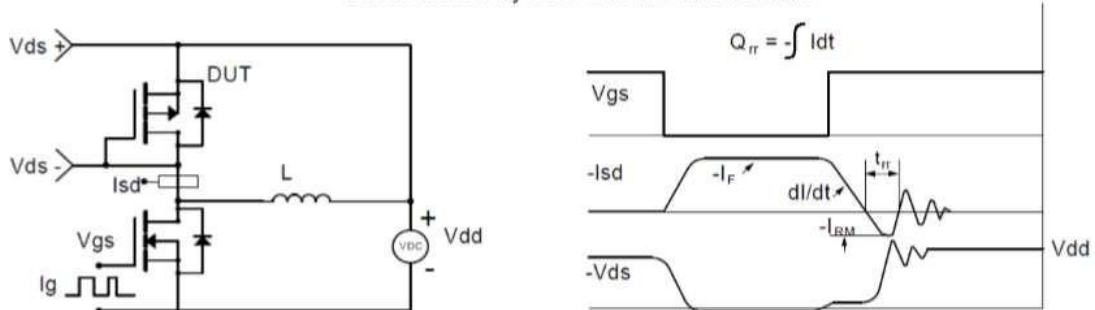 Vds +
DUT
Vds -
Isd
L
Vgs
Ig
VDC
+
-
Vdd
Qrr = -∫ Idt
Vgs
-Isd
-IF
dI/dt
trr
-IRM
Vdd
-Vds